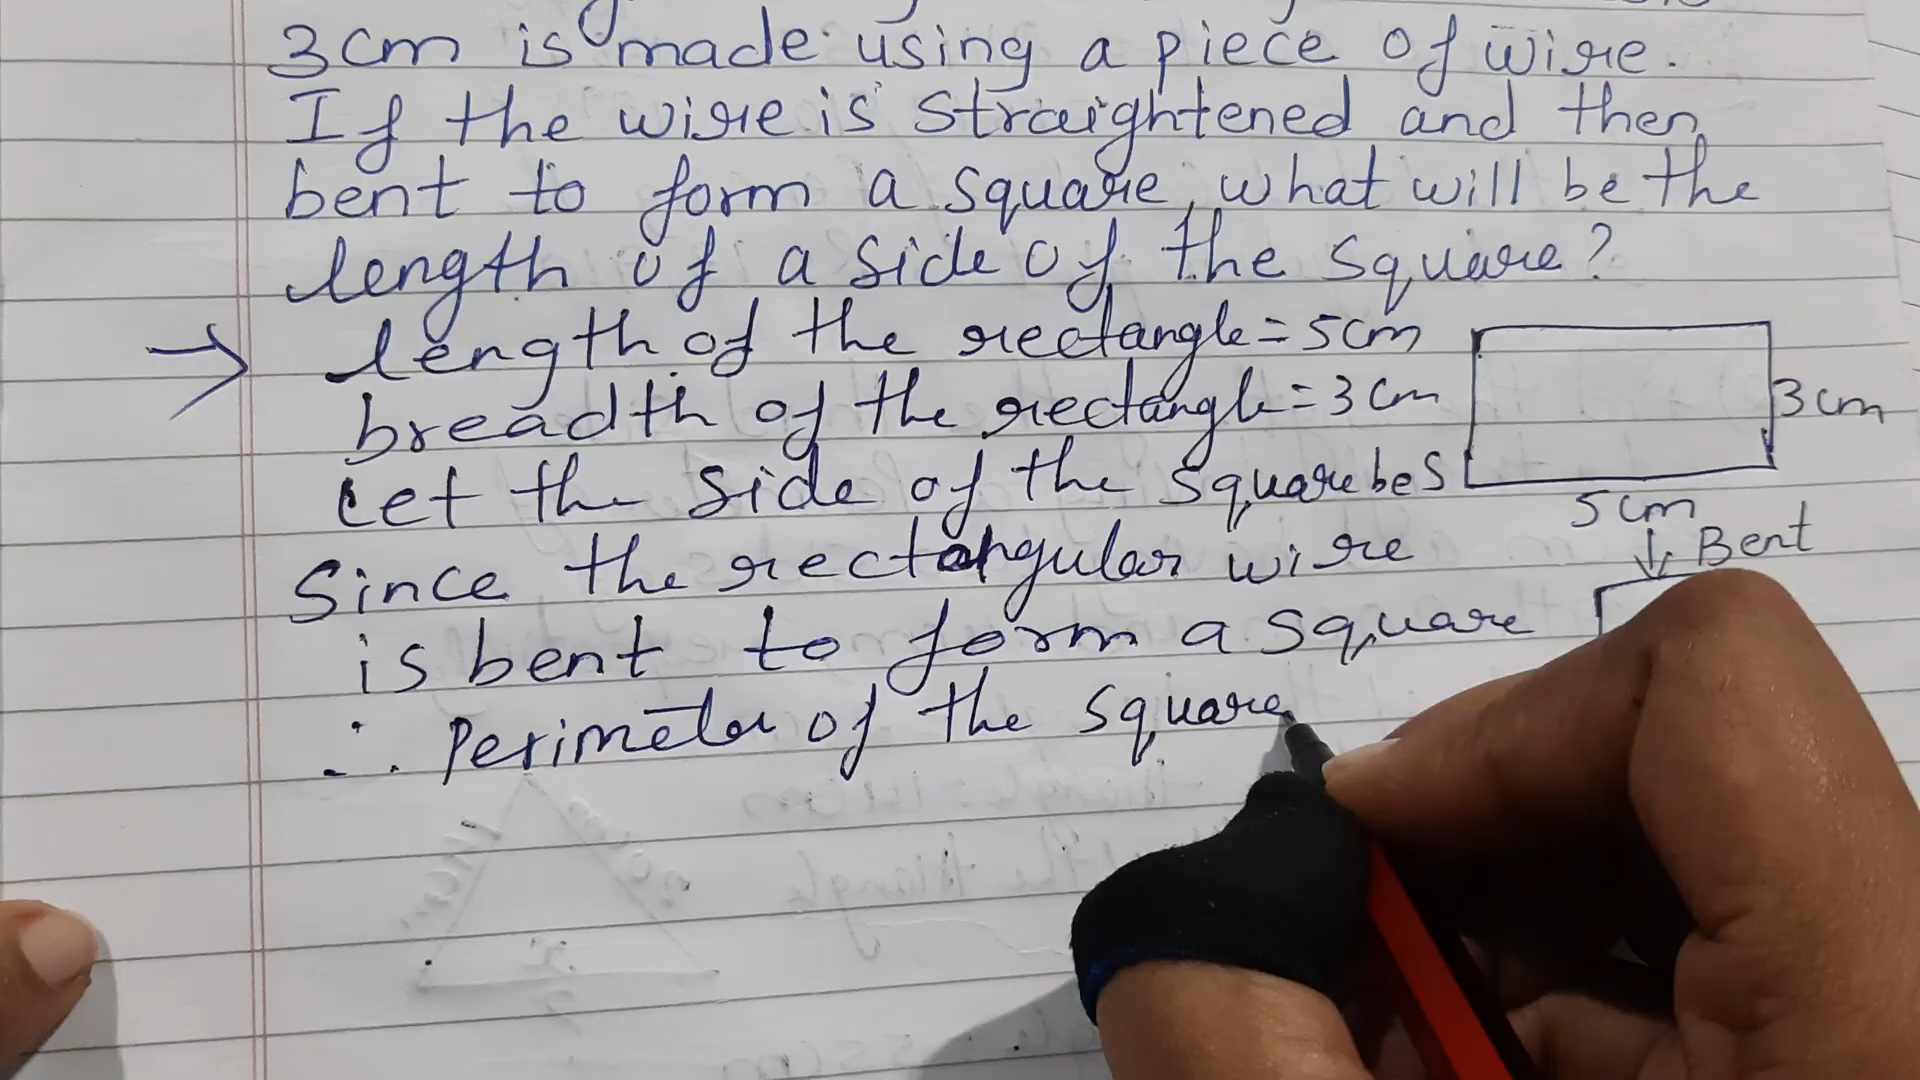 3cm is made using a piece of wire.
If the wire is straightened and then
bent to form a square, what will be the
length of a side of the square?
→ length of the rectangle = 5cm
breadth of the rectangle = 3cm
3cm
Let the side of the square be S
5cm
↓ Bent
Since the rectangular wire
is bent to form a square
∴ Perimeter of the square